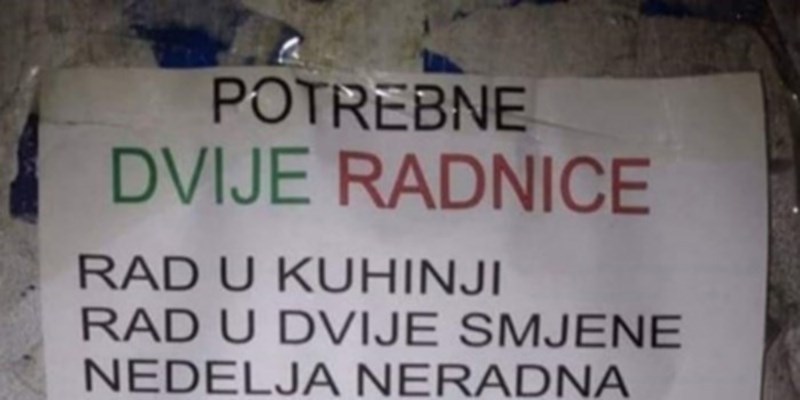 POTREBNE
DVIJE RADNICE
RAD U KUHINJI
RAD U DVIJE SMJENE
NEDELJA NERADNA